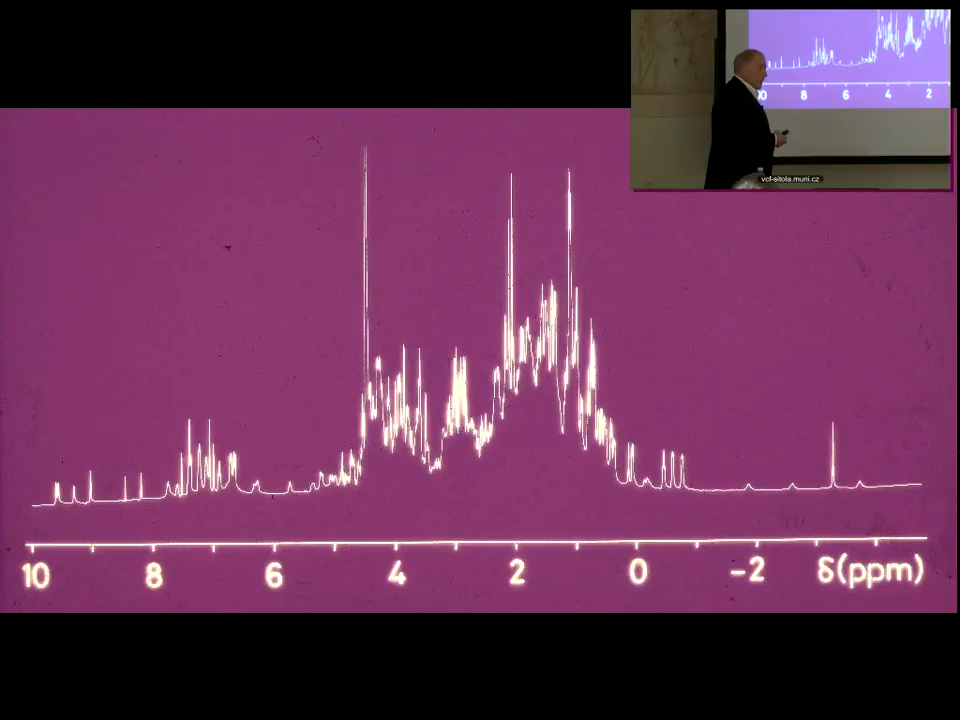 10 8 6 4 2
vcf-sitola.muni.cz
10 8 6 4 2 0 -2 δ(ppm)